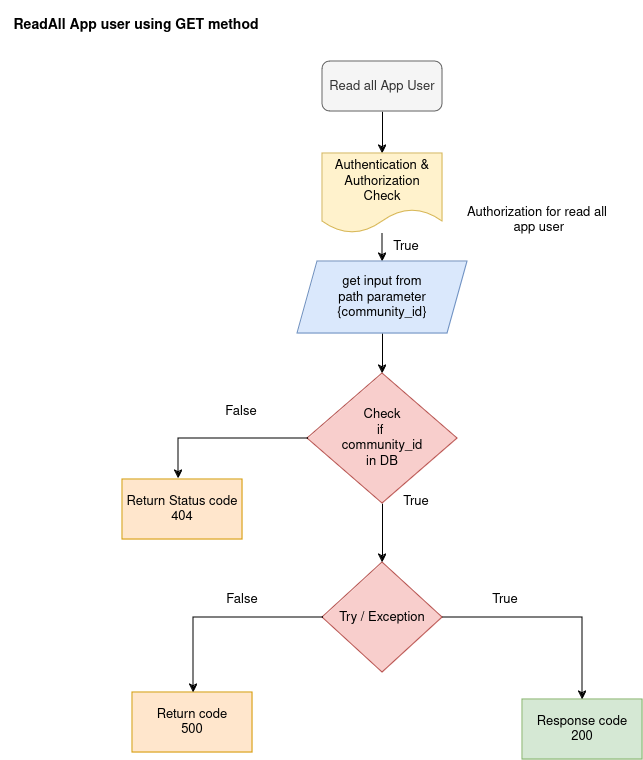 ReadAll App user using GET method
Read all App User
Authentication &
Authorization
Check
Authorization for read all
app user
True
get input from
path parameter
{community_id}
False
Check
if
community_id
in DB
Return Status code
404
True
False
True
Try / Exception
Return code
500
Response code
200